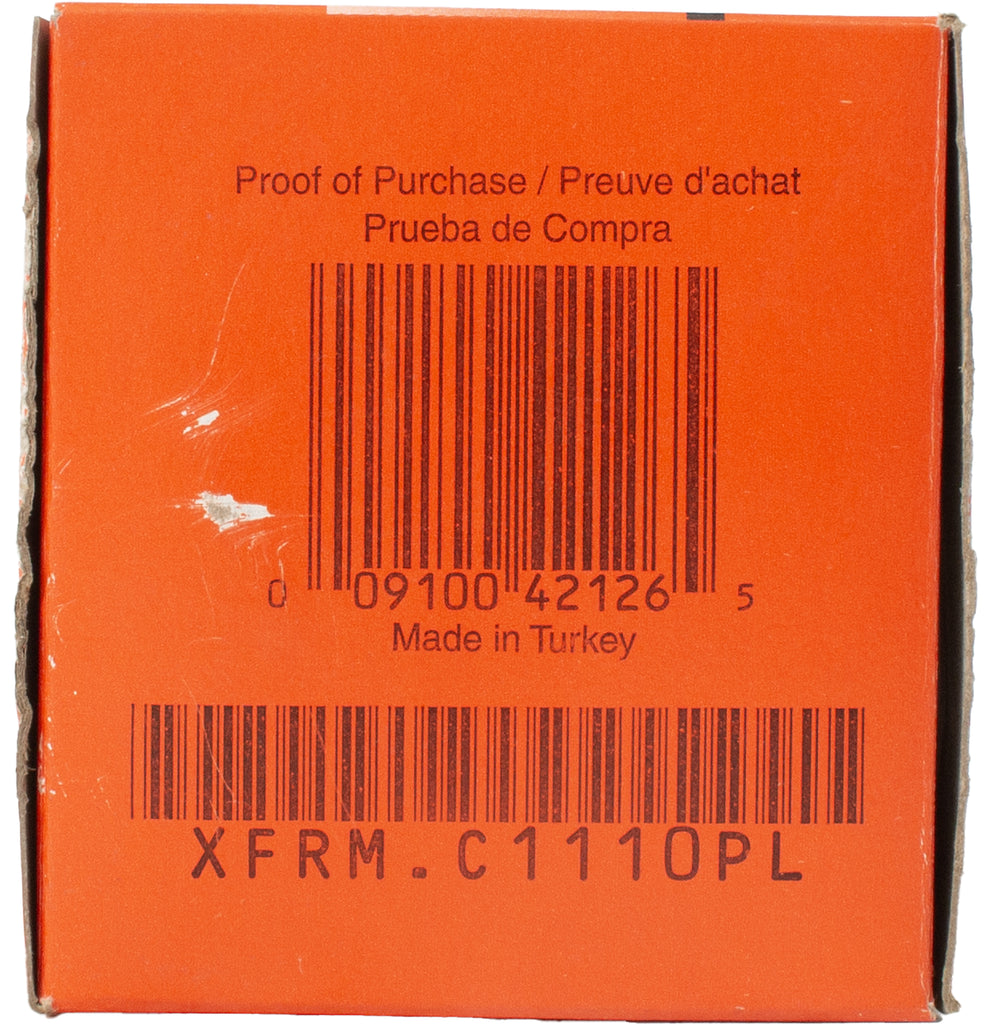 Proof of Purchase / Preuve d'achat
Prueba de Compra
0 09100 42126 5
Made in Turkey
XFRM.C1110PL